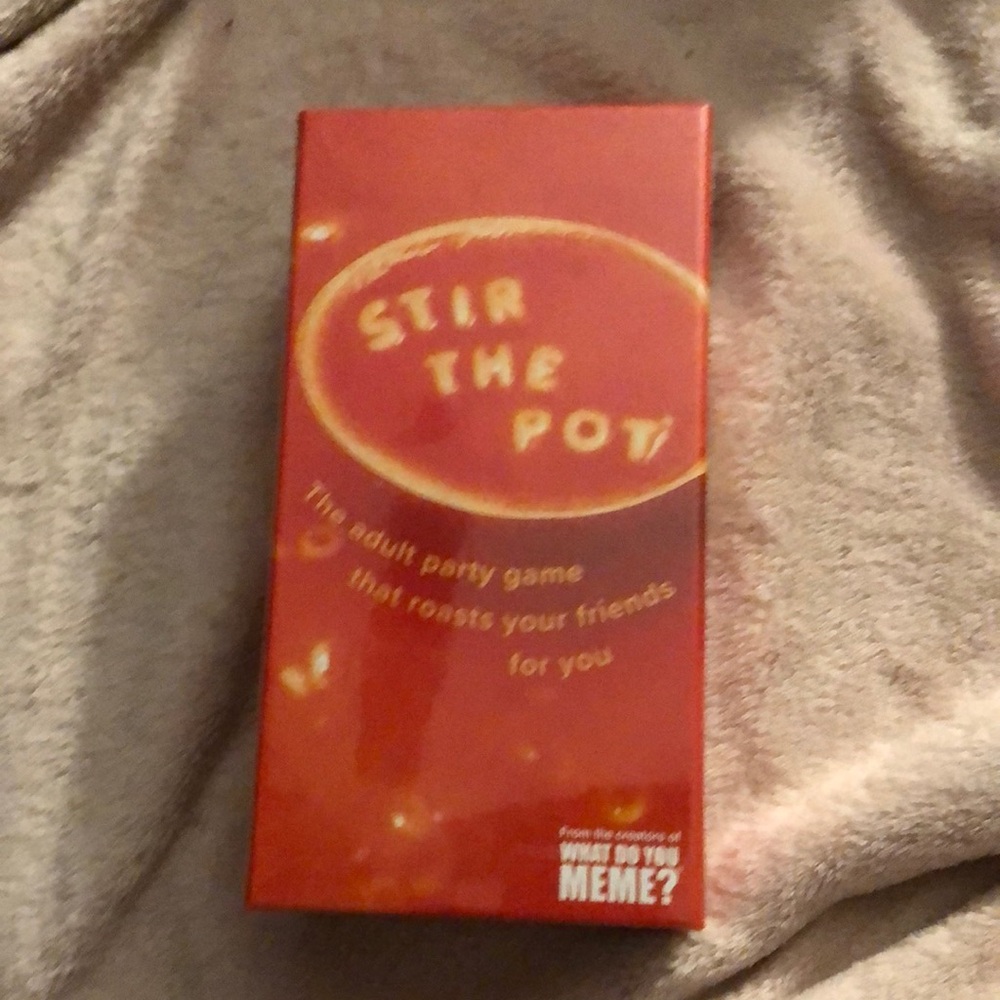 STIR
THE
POT
The adult party game
that roasts your friends
for you
From the creators of
WHAT DO YOU
MEME?